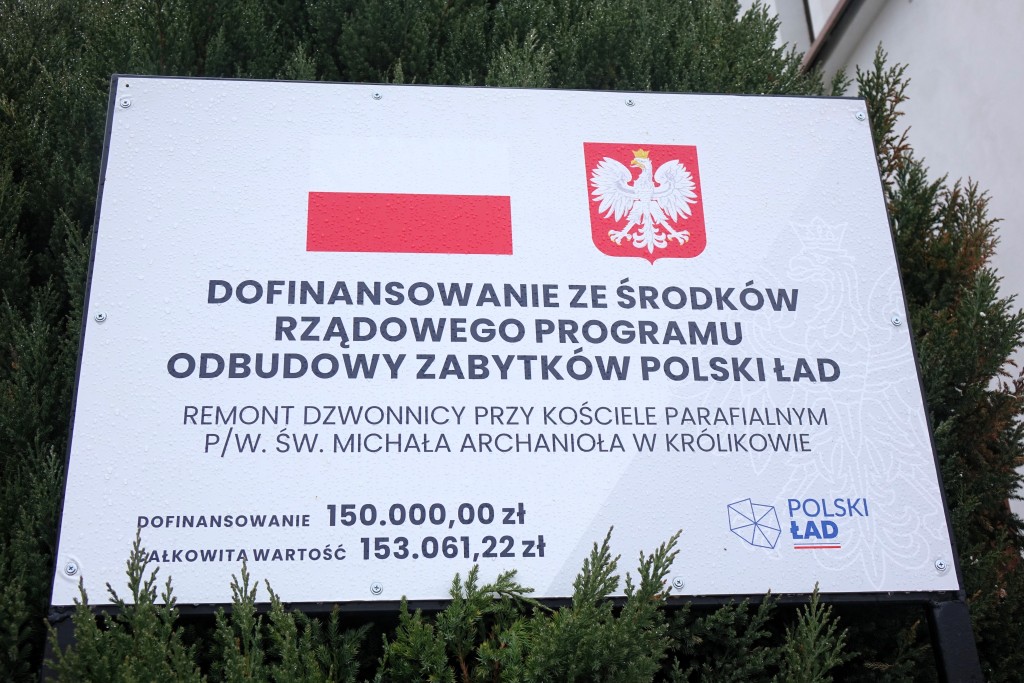 DOFINANSOWANIE ZE ŚRODKÓW
RZĄDOWEGO PROGRAMU
ODBUDOWY ZABYTKÓW POLSKI ŁAD
REMONT DZWONNICY PRZY KOŚCIELE PARAFIALNYM
P/W. ŚW. MICHAŁA ARCHANIOŁA W KRÓLIKOWIE
DOFINANSOWANIE 150.000,00 zł
CAŁKOWITA WARTOŚĆ 153.061,22 zł
POLSKI
ŁAD